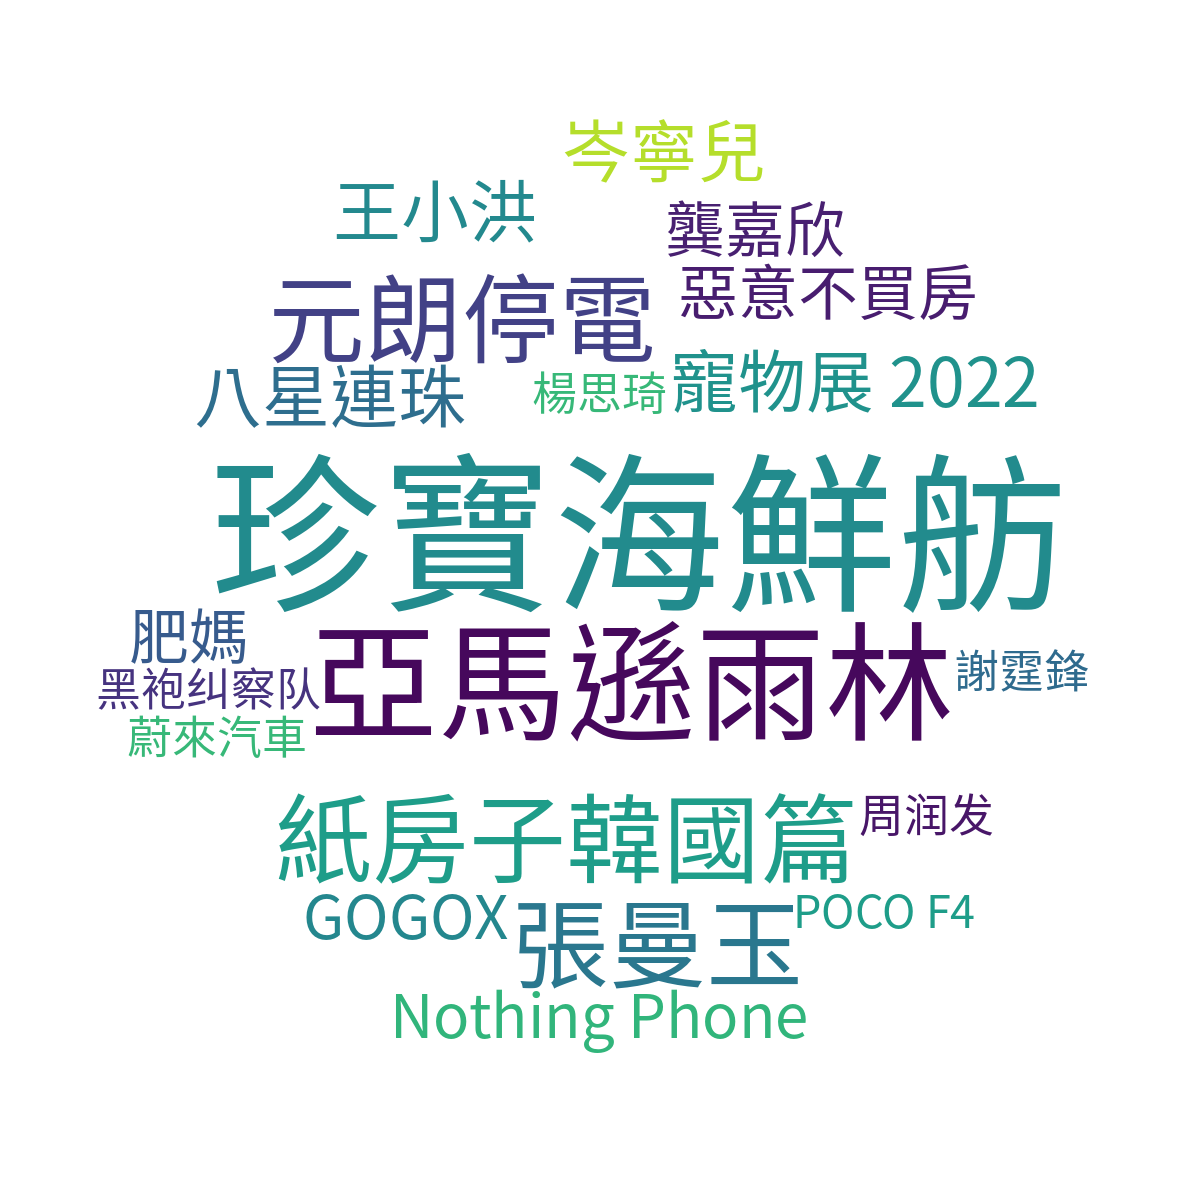 岑寧兒
王小洪
龔嘉欣
惡意不買房
元朗停電
八星連珠
楊思琦
寵物展 2022
珍寶海鮮舫
肥媽
亞馬遜雨林
謝霆鋒
黑袍纠察队
蔚來汽車
紙房子韓國篇
周润发
GOGOX
張曼玉
POCO F4
Nothing Phone